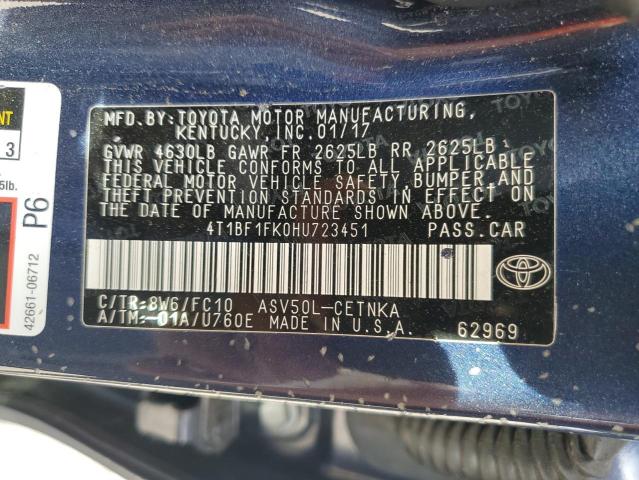 MFD.BY: TOYOTA MOTOR MANUFACTURING,
KENTUCKY, INC. 01/17
GVWR 4630LB GAWR FR 2625LB RR 2625LB
THIS VEHICLE CONFORMS TO ALL APPLICABLE
FEDERAL MOTOR VEHICLE SAFETY, BUMPER, AND
THEFT PREVENTION STANDARDS IN EFFECT ON
THE DATE OF MANUFACTURE SHOWN ABOVE.
4T1BF1FK0HU723451 PASS.CAR
C/TR:8W6/FC10 ASV50L-CETNKA
A/TM:-01A/U760E MADE IN U.S.A.
62969
3
5lb.
P6
42661-06712